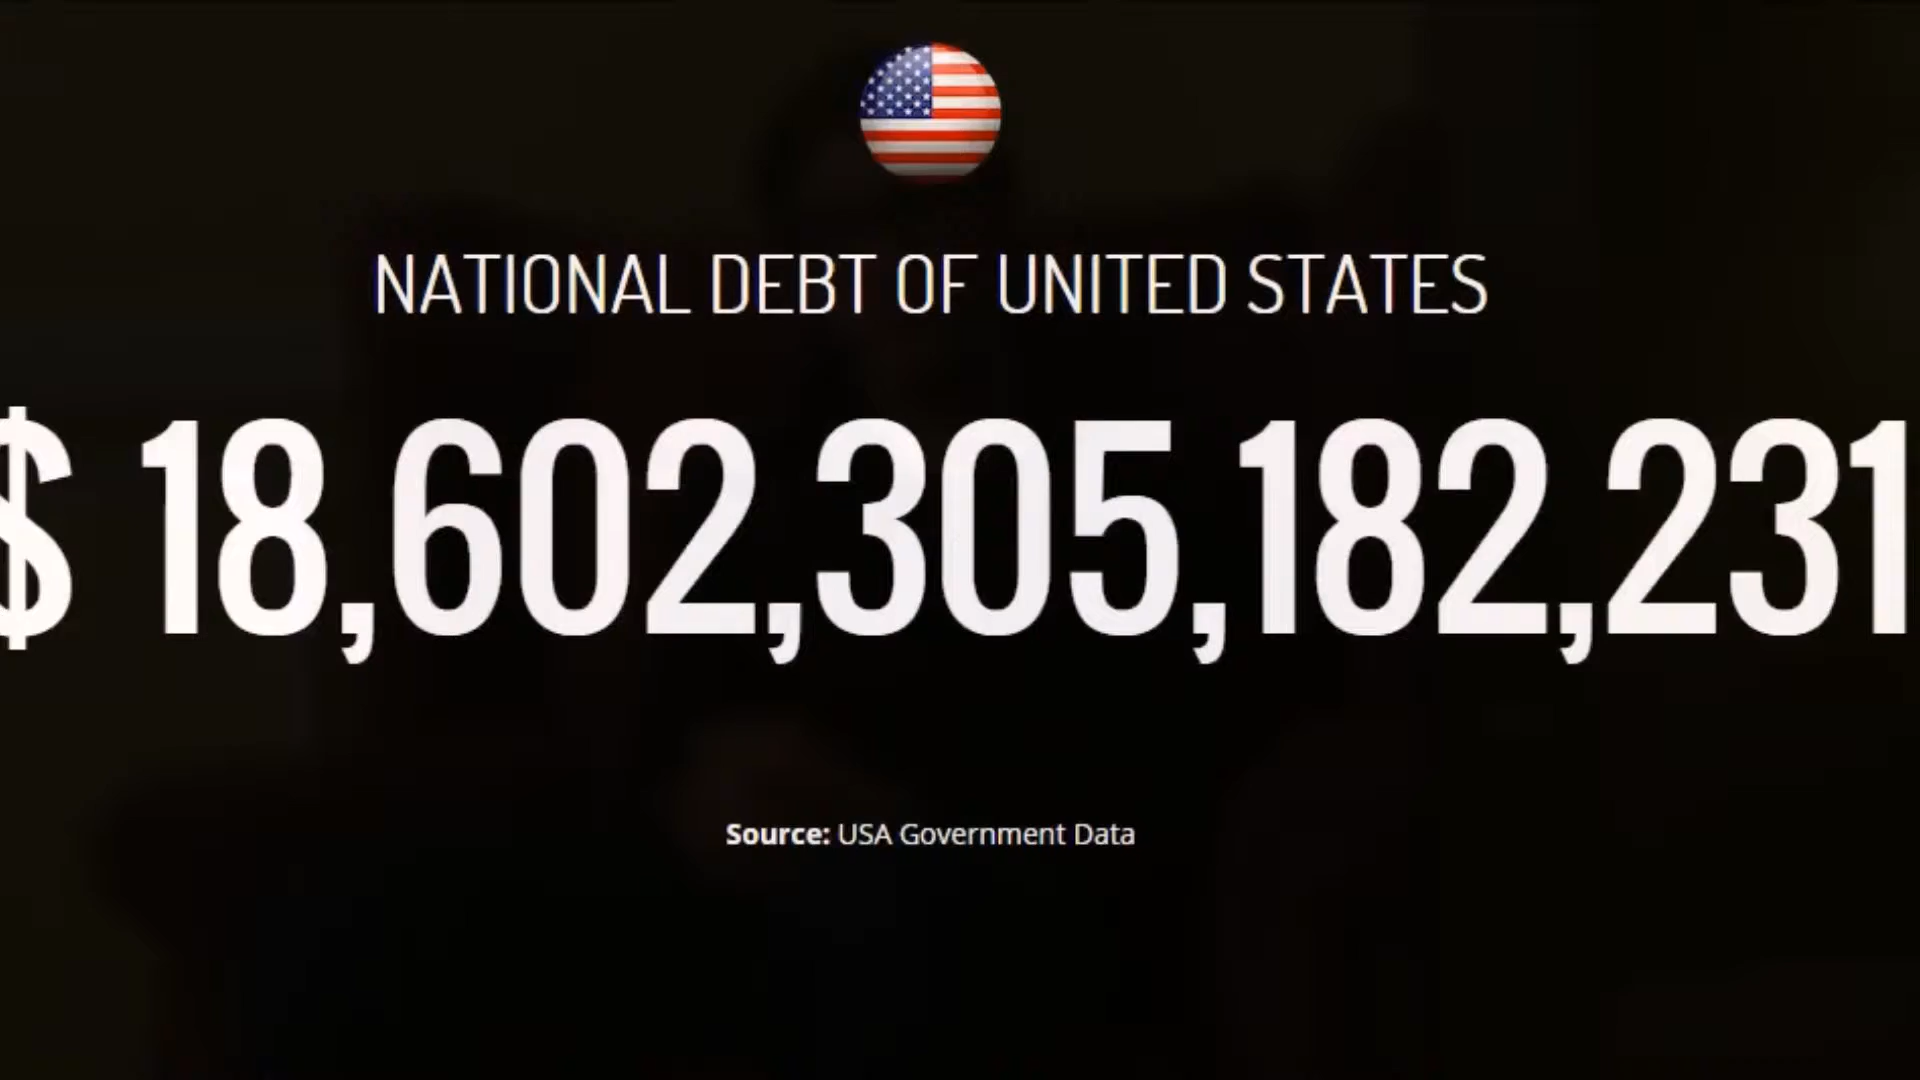 NATIONAL DEBT OF UNITED STATES
$ 18,602,305,182,231
Source: USA Government Data